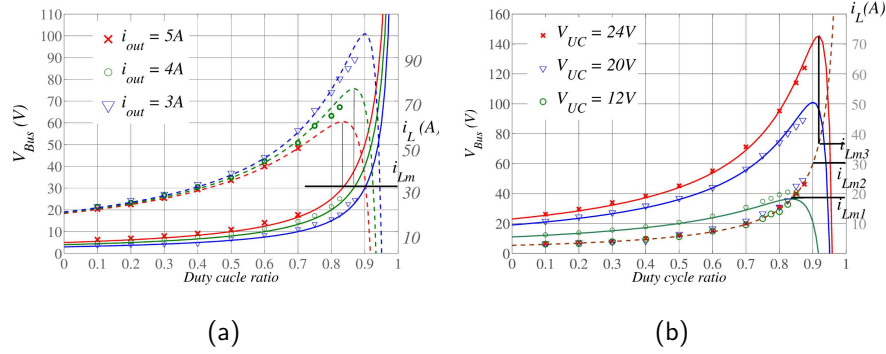 110
100
90
80
70
60
50
40
30
20
10
0
V_Bus (V)
i_out = 5A
i_out = 4A
i_out = 3A
90
70
i_L (A)
50
i_Lm
30
10
0 0.1 0.2 0.3 0.4 0.5 0.6 0.7 0.8 0.9 1
Duty cucle ratio
(a)
160
140
120
100
80
60
40
20
0
V_Bus (V)
V_UC = 24V
V_UC = 20V
V_UC = 12V
i_L (A)
80
70
60
50
40
i_Lm3
30
i_Lm2
20
i_Lm1
10
0
0 0.1 0.2 0.3 0.4 0.5 0.6 0.7 0.8 0.9 1
Duty cycle ratio
(b)